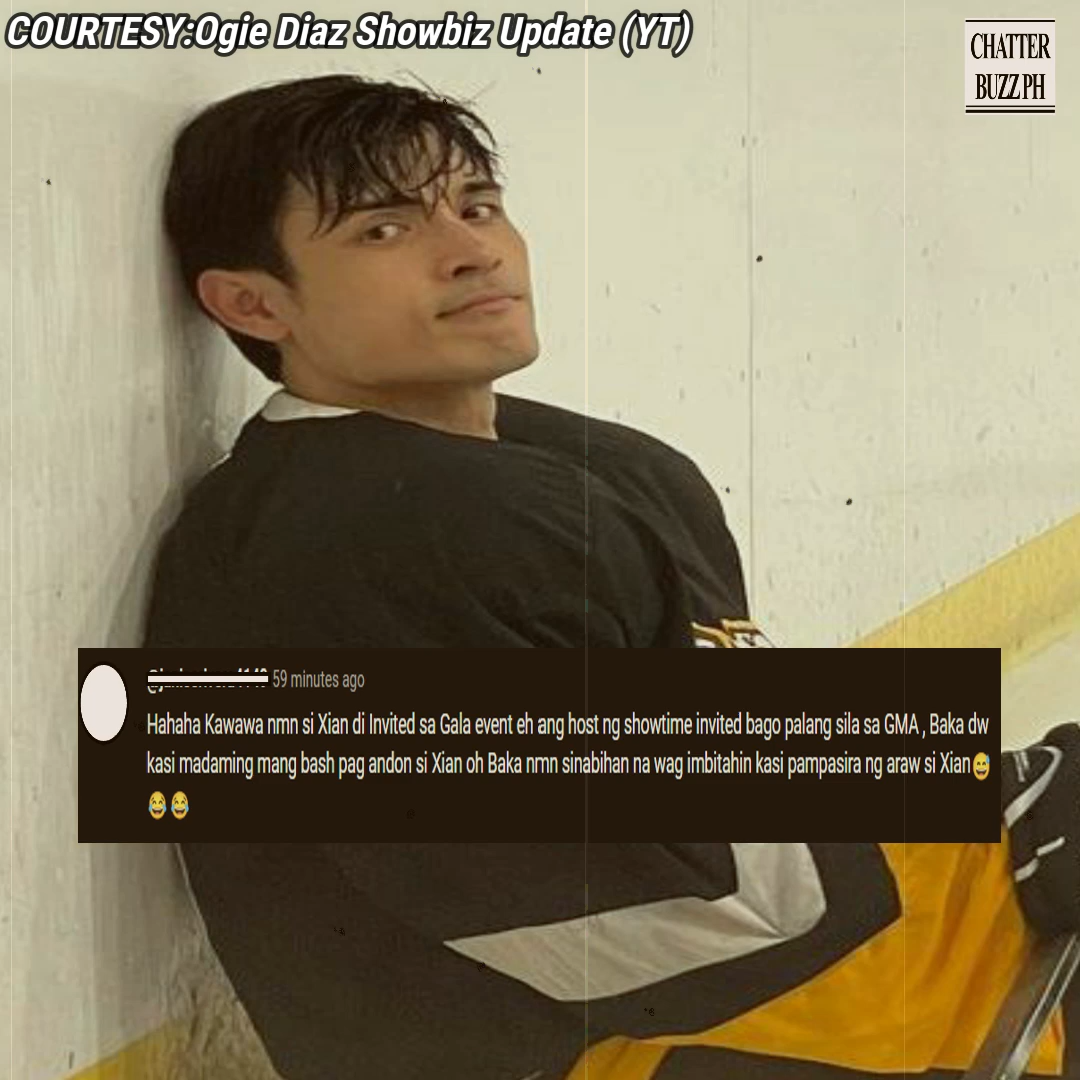 COURTESY:Ogie Diaz Showbiz Update (YT)
CHATTER
BUZZ PH
59 minutes ago
Hahaha Kawawa nmn si Xian di Invited sa Gala event eh ang host ng showtime invited bago palang sila sa GMA , Baka dw
kasi madaming mang bash pag andon si Xian oh Baka nmn sinabihan na wag imbitahin kasi pampasira ng araw si Xian😅
😂😂